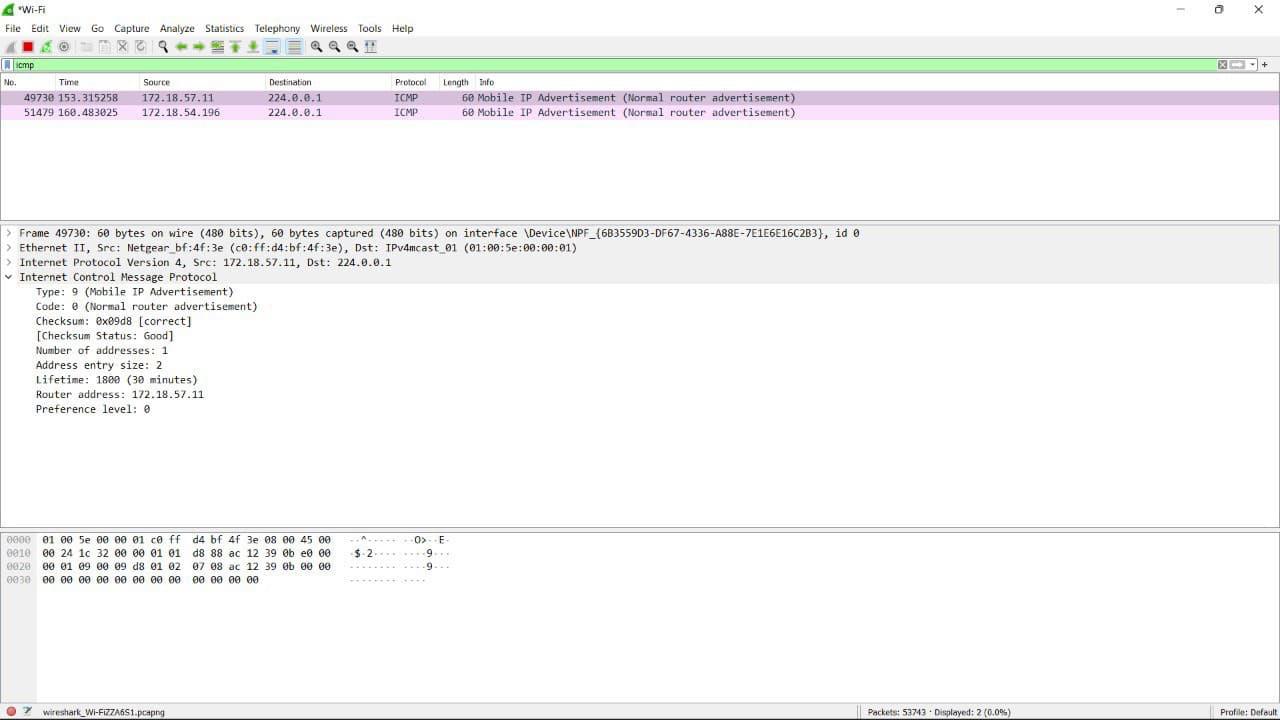 *Wi-Fi
File Edit View Go Capture Analyze Statistics Telephony Wireless Tools Help
icmp
No. Time Source Destination Protocol Length Info
49730 153.315258 172.18.57.11 224.0.0.1 ICMP 60 Mobile IP Advertisement (Normal router advertisement)
51479 160.483025 172.18.54.196 224.0.0.1 ICMP 60 Mobile IP Advertisement (Normal router advertisement)
> Frame 49730: 60 bytes on wire (480 bits), 60 bytes captured (480 bits) on interface \Device\NPF_{6B3559D3-DF67-4336-A88E-7E1E6E16C2B3}, id 0
> Ethernet II, Src: Netgear_bf:4f:3e (c0:ff:d4:bf:4f:3e), Dst: IPv4mcast_01 (01:00:5e:00:00:01)
> Internet Protocol Version 4, Src: 172.18.57.11, Dst: 224.0.0.1
Internet Control Message Protocol
Type: 9 (Mobile IP Advertisement)
Code: 0 (Normal router advertisement)
Checksum: 0x09d8 [correct]
[Checksum Status: Good]
Number of addresses: 1
Address entry size: 2
Lifetime: 1800 (30 minutes)
Router address: 172.18.57.11
Preference level: 0
0000 01 00 5e 00 00 01 c0 ff d4 bf 4f 3e 08 00 45 00 ··^····· ··O>··E·
0010 00 24 1c 32 00 00 01 01 d8 88 ac 12 39 0b e0 00 ·$·2···· ····9···
0020 00 01 09 00 09 d8 01 02 07 08 ac 12 39 0b 00 00 ········ ····9···
0030 00 00 00 00 00 00 00 00 00 00 00 00 ········ ····
wireshark_Wi-FiZZA6S1.pcapng Packets: 53743 · Displayed: 2 (0.0%) Profile: Default